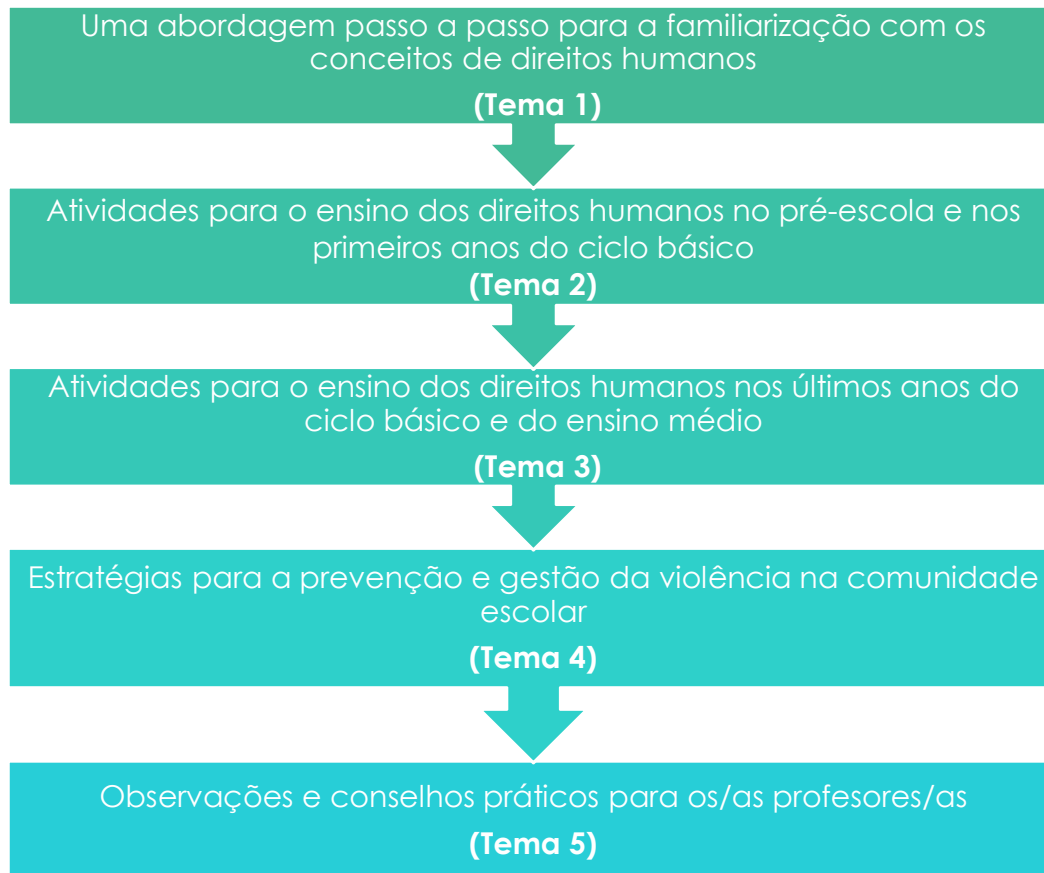 Uma abordagem passo a passo para a familiarização com os
conceitos de direitos humanos
(Tema 1)
Atividades para o ensino dos direitos humanos no pré-escola e nos
primeiros anos do ciclo básico
(Tema 2)
Atividades para o ensino dos direitos humanos nos últimos anos do
ciclo básico e do ensino médio
(Tema 3)
Estratégias para a prevenção e gestão da violência na comunidade
escolar
(Tema 4)
Observações e conselhos práticos para os/as profesores/as
(Tema 5)